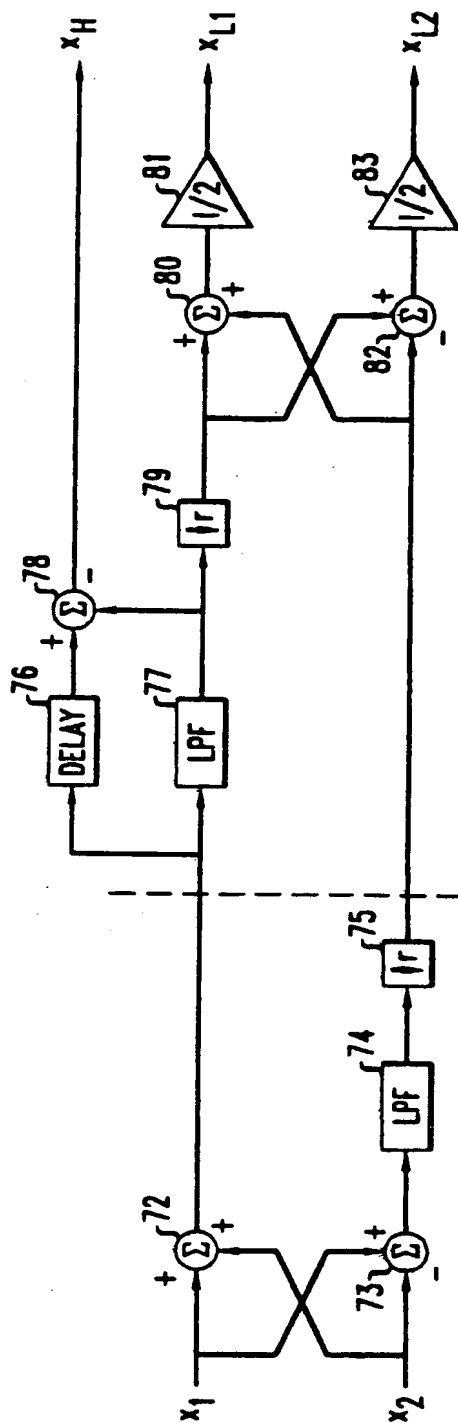 76
78
DELAY
+
Σ
-
x_H
72
77
79
80
81
x_1
+
Σ
+
LPF
↓r
+
Σ
+
1/2
x_L1
74
75
83
x_2
+
Σ
-
73
LPF
↓r
+
Σ
-
82
1/2
x_L2